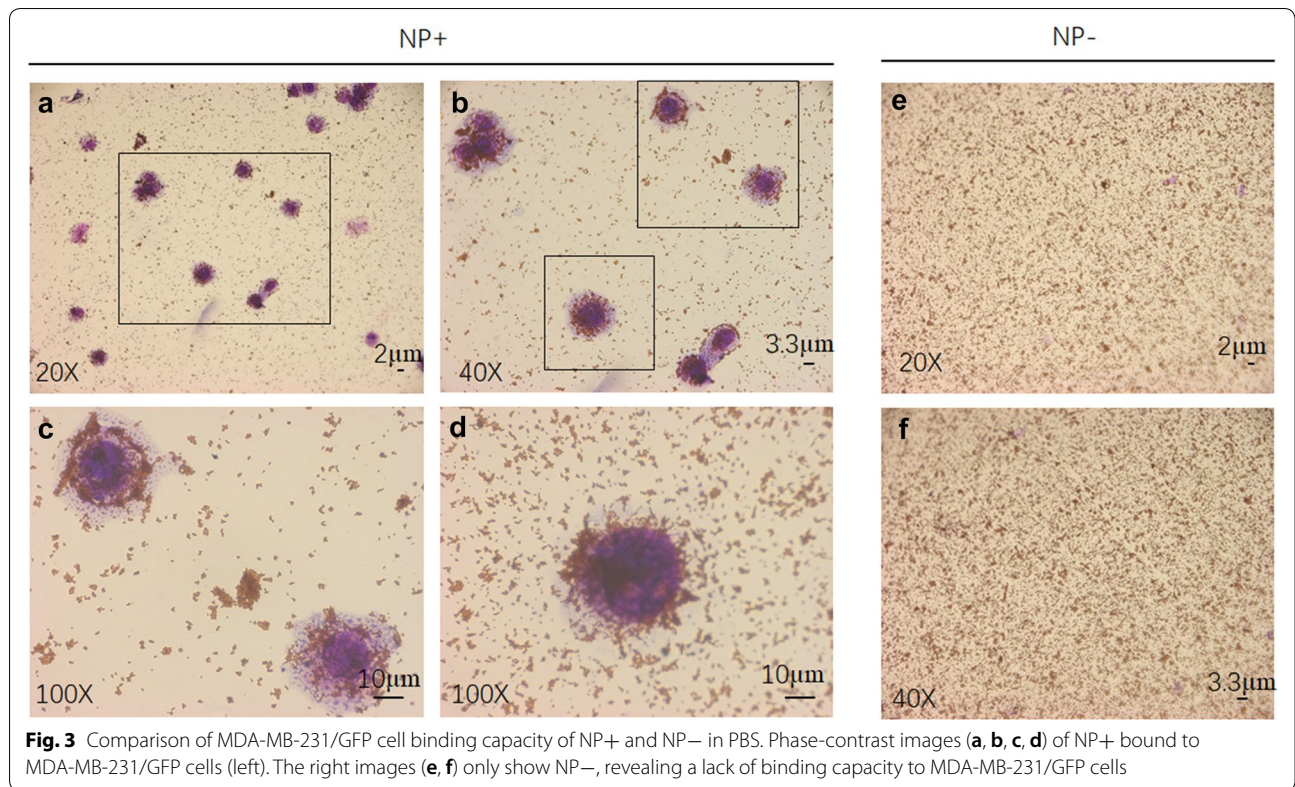 NP+
NP-
a
20X
2μm
b
40X
3.3μm
e
20X
2μm
c
100X
10μm
d
100X
10μm
f
40X
3.3μm
Fig. 3 Comparison of MDA-MB-231/GFP cell binding capacity of NP+ and NP− in PBS. Phase-contrast images (a, b, c, d) of NP+ bound to
MDA-MB-231/GFP cells (left). The right images (e, f) only show NP−, revealing a lack of binding capacity to MDA-MB-231/GFP cells